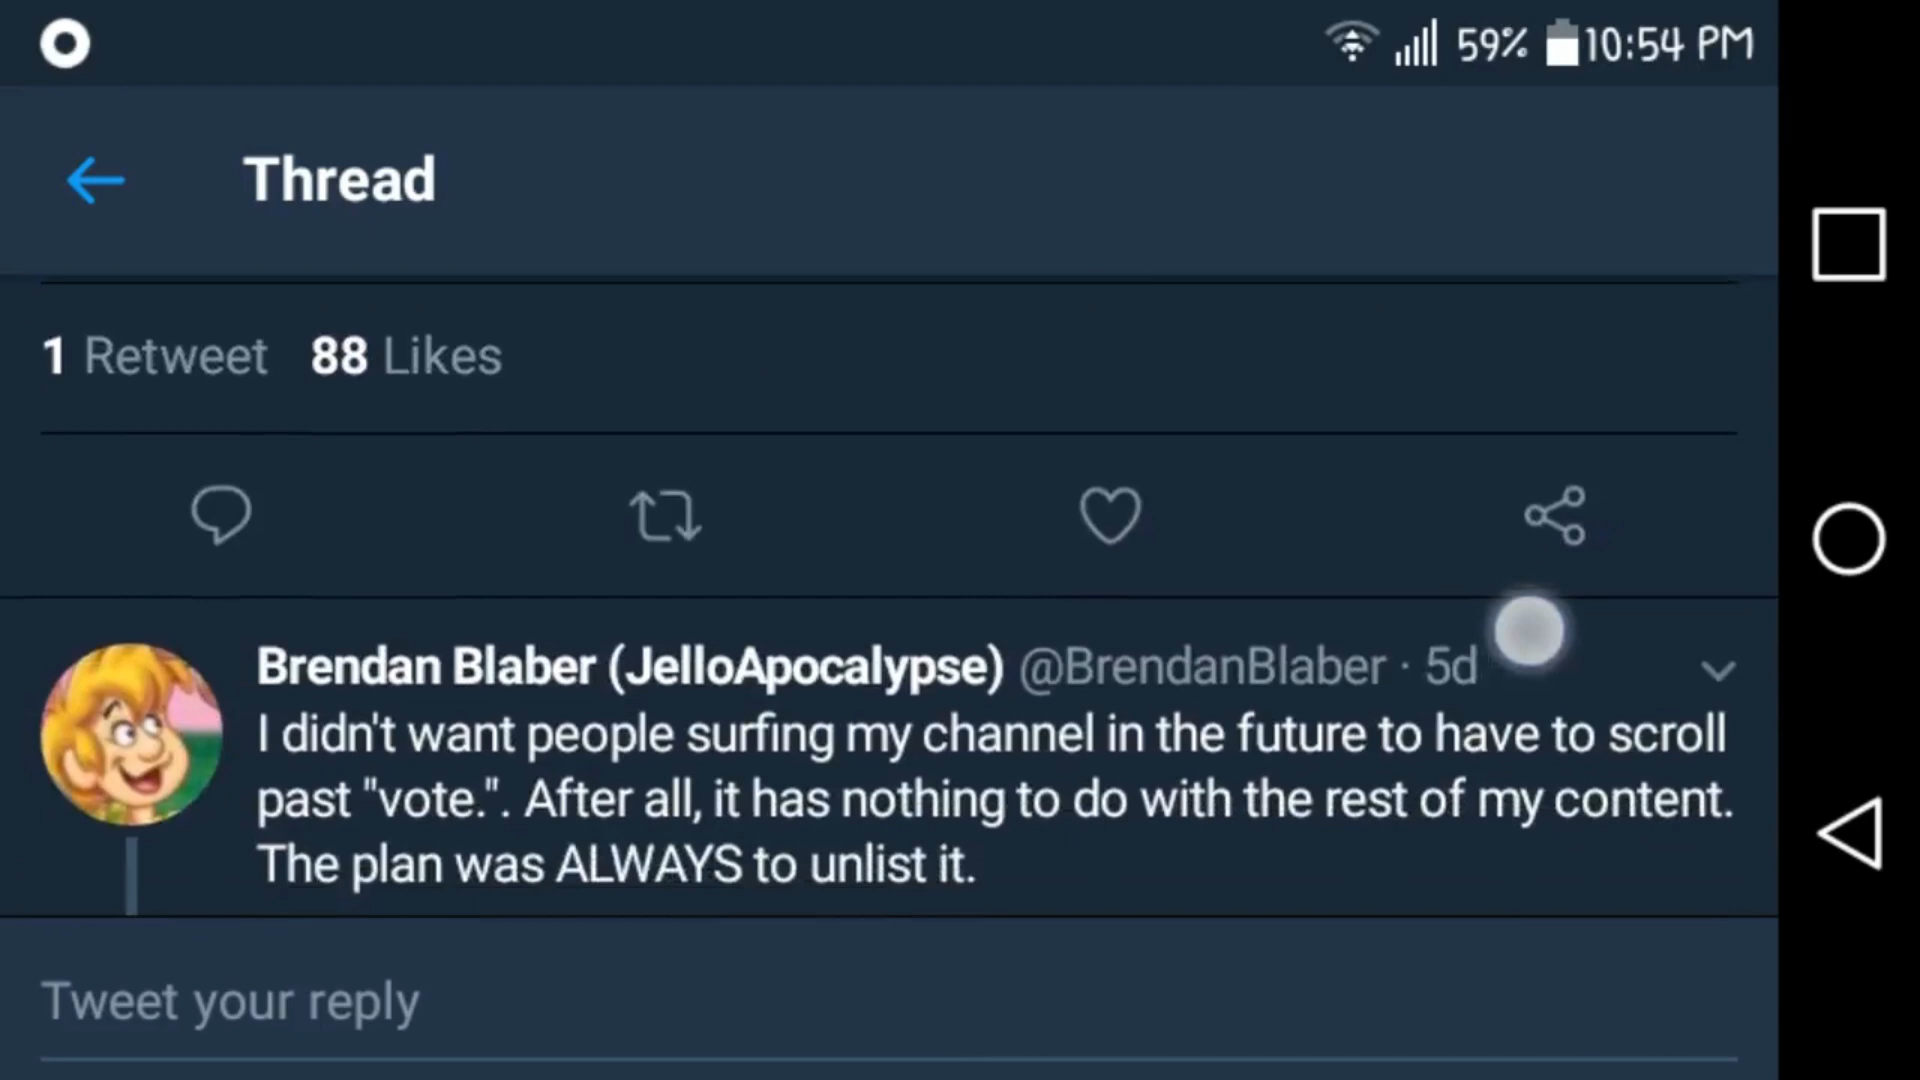 59% 10:54 PM
Thread
1 Retweet 88 Likes
Brendan Blaber (JelloApocalypse) @BrendanBlaber · 5d
I didn't want people surfing my channel in the future to have to scroll
past "vote.". After all, it has nothing to do with the rest of my content.
The plan was ALWAYS to unlist it.
Tweet your reply